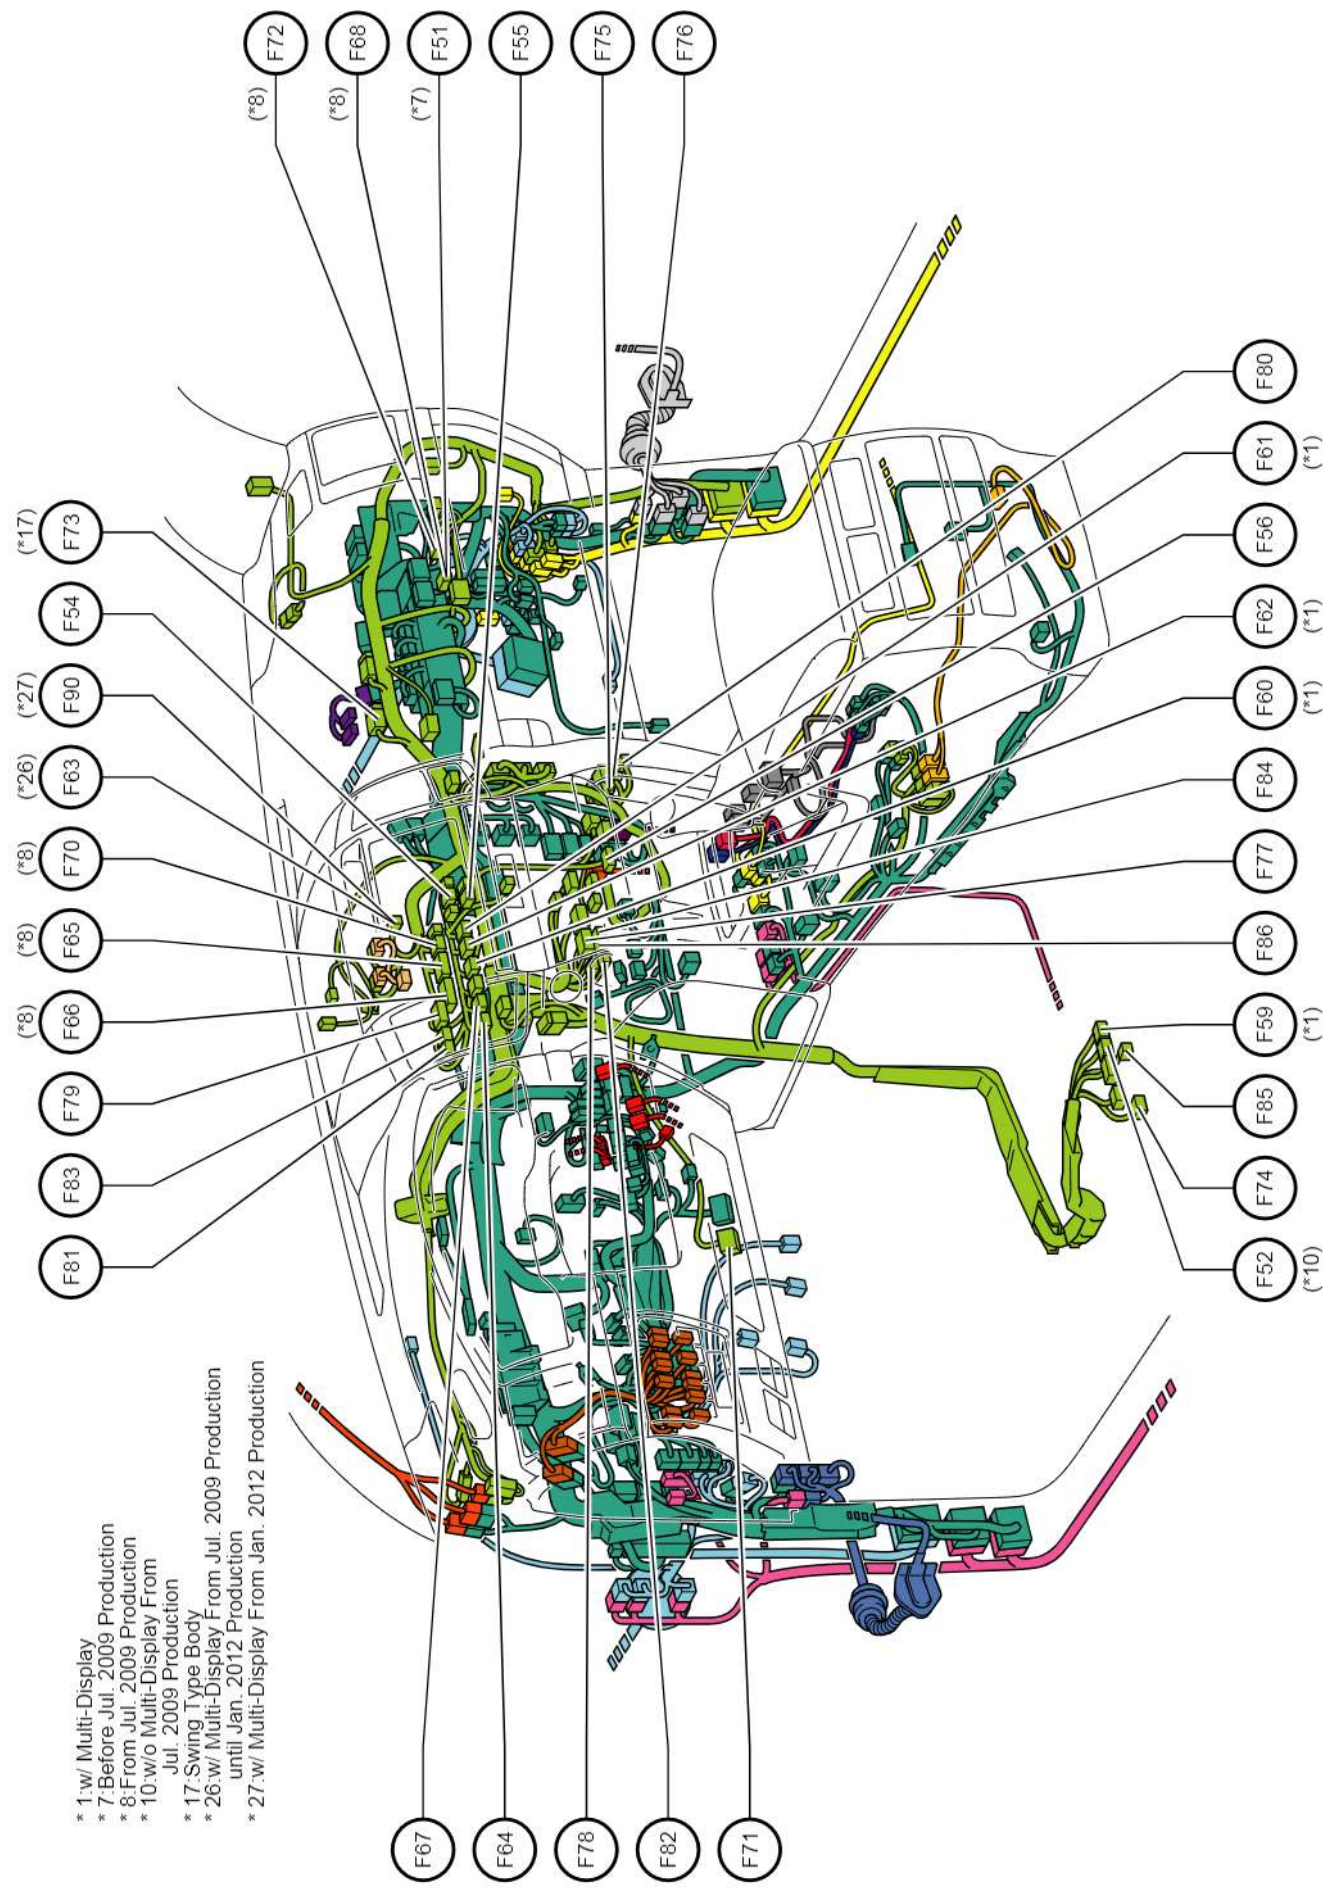 F72
(*8)
F68
(*8)
F51
(*7)
F55
F75
F76
(*17)
F73
F54
(*27)
F90
(*26)
F63
(*8)
F70
(*8)
F65
(*8)
F66
F79
F83
F81
F80
F61
(*1)
F56
F62
(*1)
F60
(*1)
F84
F77
F86
F59
(*1)
F85
F74
F52
(*10)
* 1:w/ Multi-Display
* 7:Before Jul. 2009 Production
* 8:From Jul. 2009 Production
* 10:w/o Multi-Display From
Jul. 2009 Production
* 17:Swing Type Body
* 26:w/ Multi-Display From Jul. 2009 Production
until Jan. 2012 Production
* 27:w/ Multi-Display From Jan. 2012 Production
F67
F64
F78
F82
F71